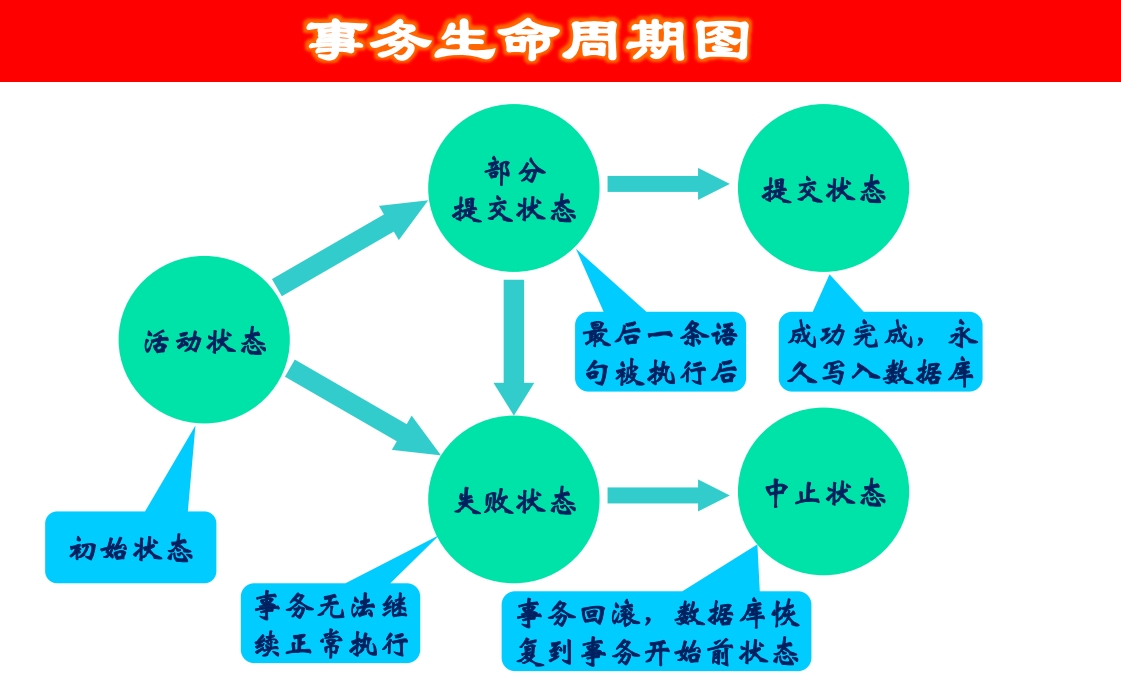 事务生命周期图
部分
提交状态
提交状态
活动状态
最后一条语
句被执行后
成功完成，永
久写入数据库
失败状态
中止状态
初始状态
事务无法继
续正常执行
事务回滚，数据库恢
复到事务开始前状态